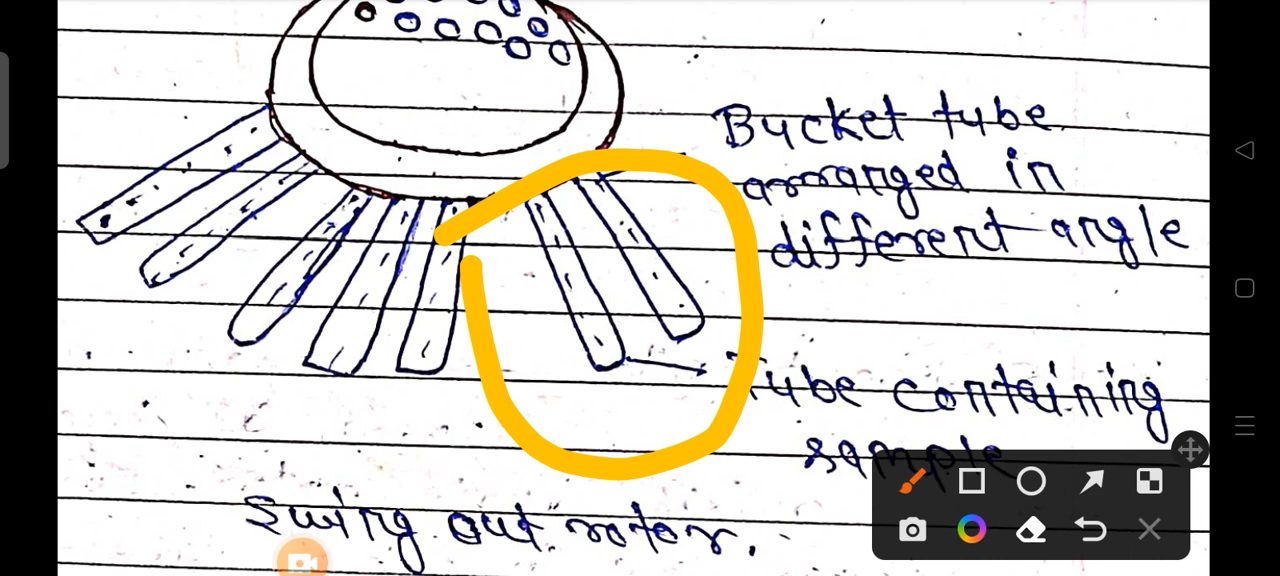 Bucket tube
arranged in
different angle
Tube containing
sample
Swing out rotor.